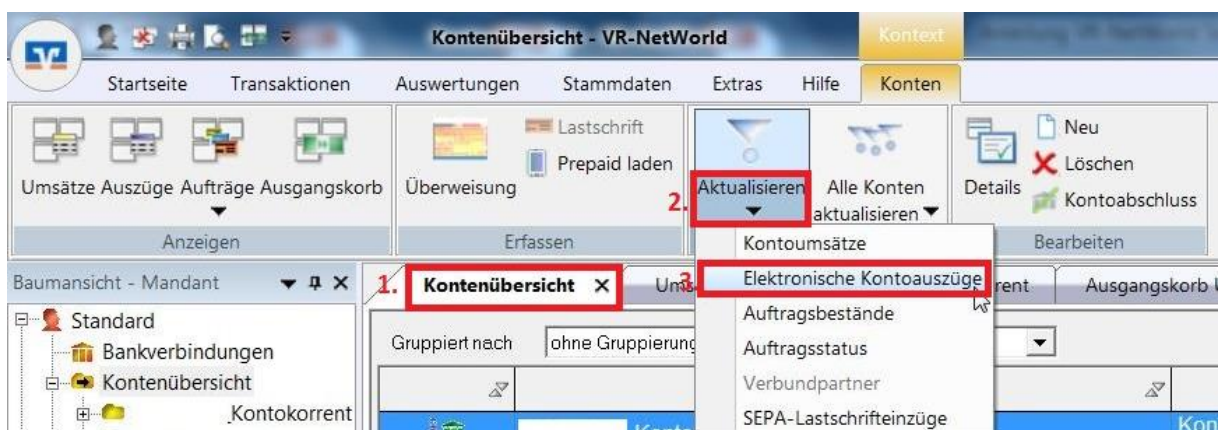 Kontenübersicht - VR-NetWorld
Kontext
Startseite Transaktionen Auswertungen Stammdaten Extras Hilfe Konten
Umsätze Auszüge Aufträge Ausgangskorb
Anzeigen
Überweisung
Lastschrift
Prepaid laden
Erfassen
2.
Aktualisieren
Alle Konten
aktualisieren
Details
Neu
Löschen
Kontoabschluss
Bearbeiten
Kontoumsätze
Elektronische Kontoauszüge
Auftragsbestände
Auftragsstatus
Verbundpartner
SEPA-Lastschrifteinzüge
Baumansicht - Mandant
Standard
Bankverbindungen
Kontenübersicht
_Kontokorrent
1.
Kontenübersicht
3.
Ausgangskorb
Gruppiert nach ohne Gruppierung